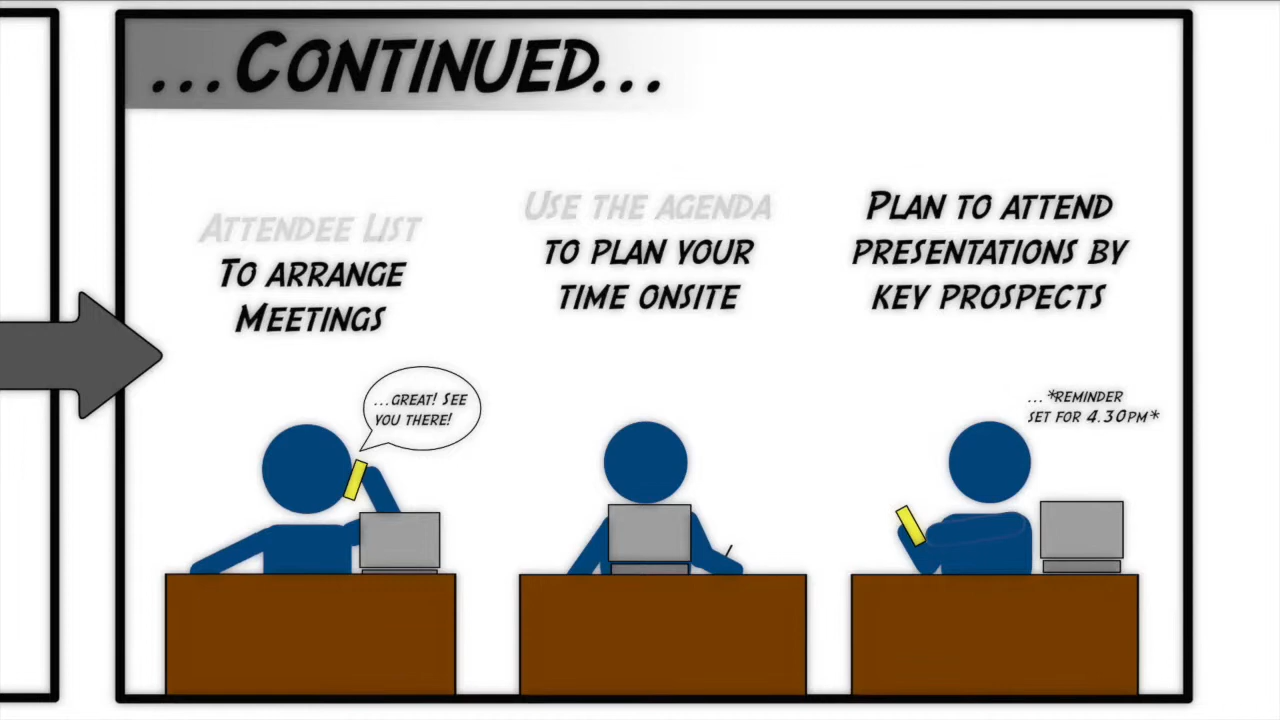 ...CONTINUED...
ATTENDEE LIST
TO ARRANGE
MEETINGS
USE THE AGENDA
TO PLAN YOUR
TIME ONSITE
PLAN TO ATTEND
PRESENTATIONS BY
KEY PROSPECTS
...GREAT! SEE
YOU THERE!
...*REMINDER
SET FOR 4.30PM*